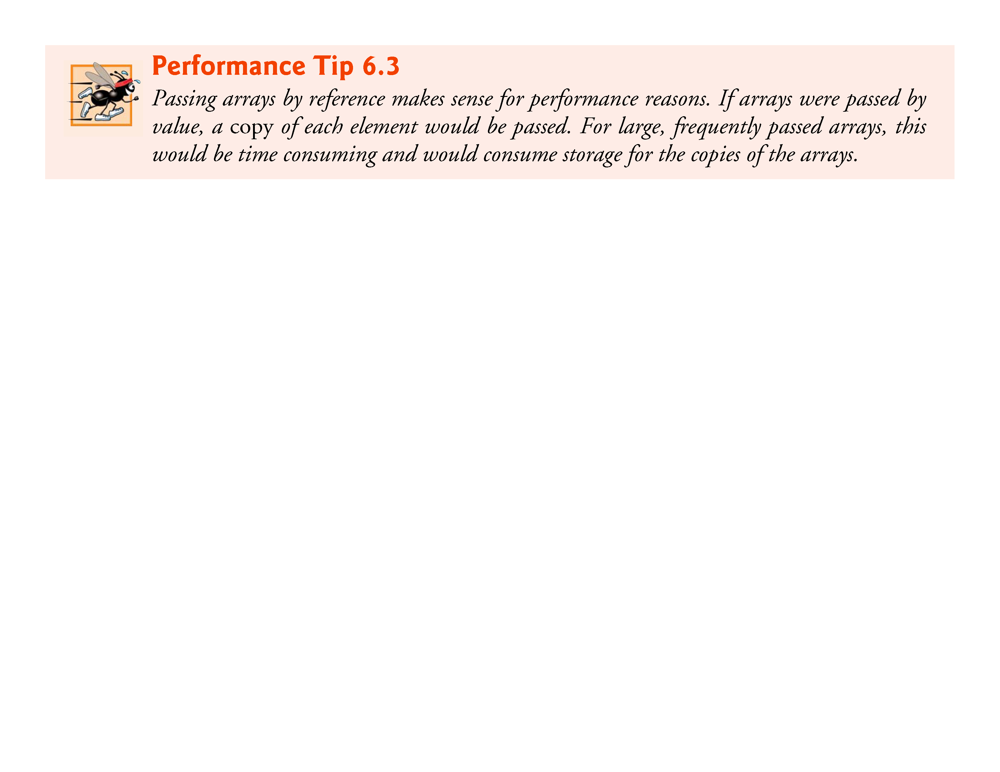 Performance Tip 6.3
Passing arrays by reference makes sense for performance reasons. If arrays were passed by
value, a copy of each element would be passed. For large, frequently passed arrays, this
would be time consuming and would consume storage for the copies of the arrays.